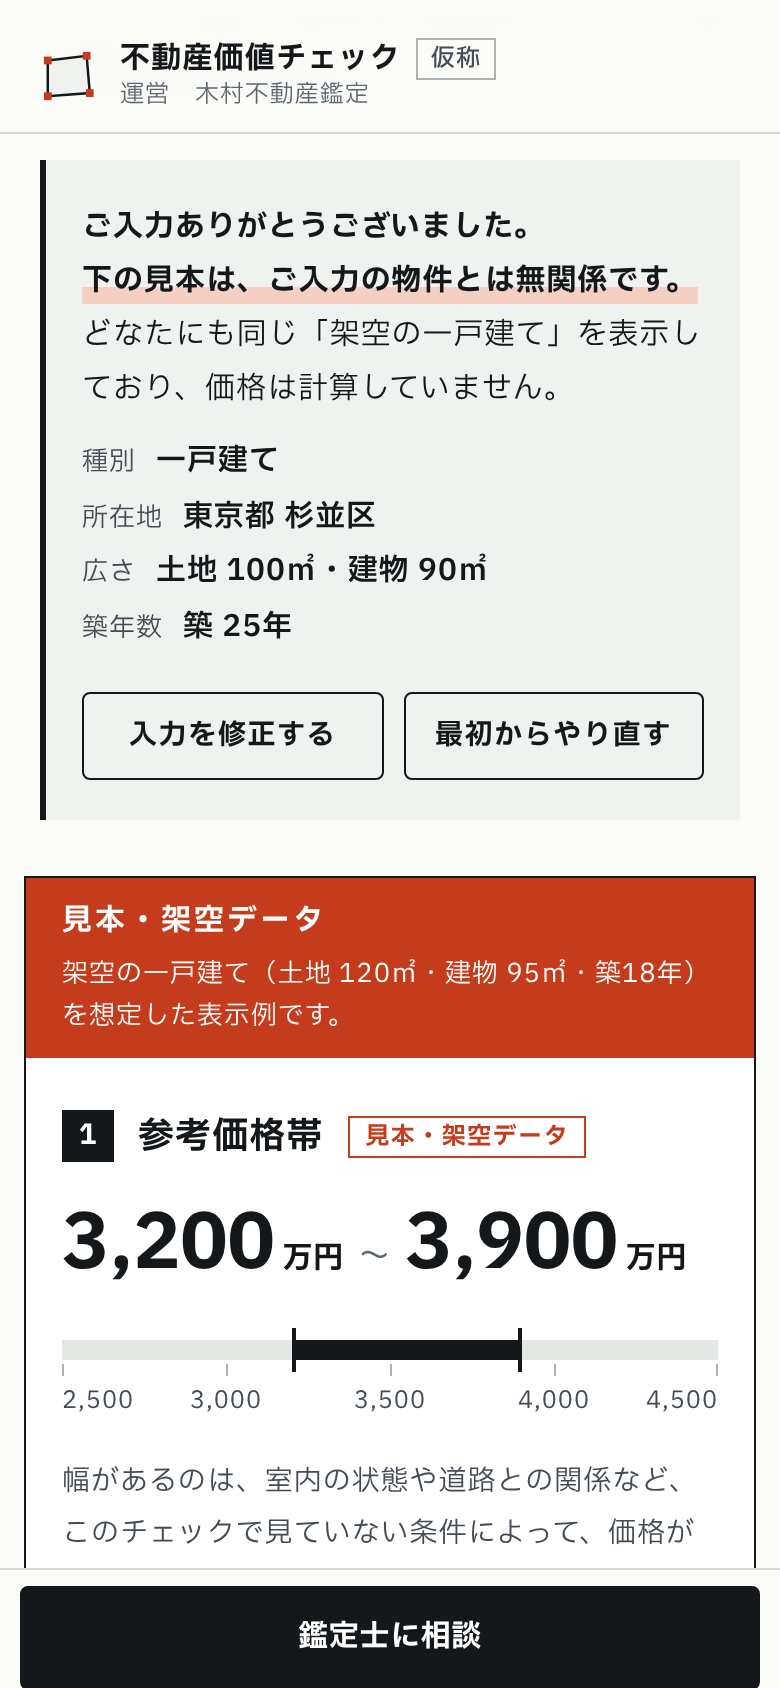 不動産価値チェック 仮称
運営　木村不動産鑑定
ご入力ありがとうございました。
下の見本は、ご入力の物件とは無関係です。
どなたにも同じ「架空の一戸建て」を表示し
ており、価格は計算していません。
種別 一戸建て
所在地 東京都 杉並区
広さ 土地 100㎡・建物 90㎡
築年数 築 25年
入力を修正する 最初からやり直す
見本・架空データ
架空の一戸建て（土地 120㎡・建物 95㎡・築18年）
を想定した表示例です。
1 参考価格帯 見本・架空データ
3,200 万円 〜 3,900 万円
2,500 3,000 3,500 4,000 4,500
幅があるのは、室内の状態や道路との関係など、
このチェックで見ていない条件によって、価格が
鑑定士に相談